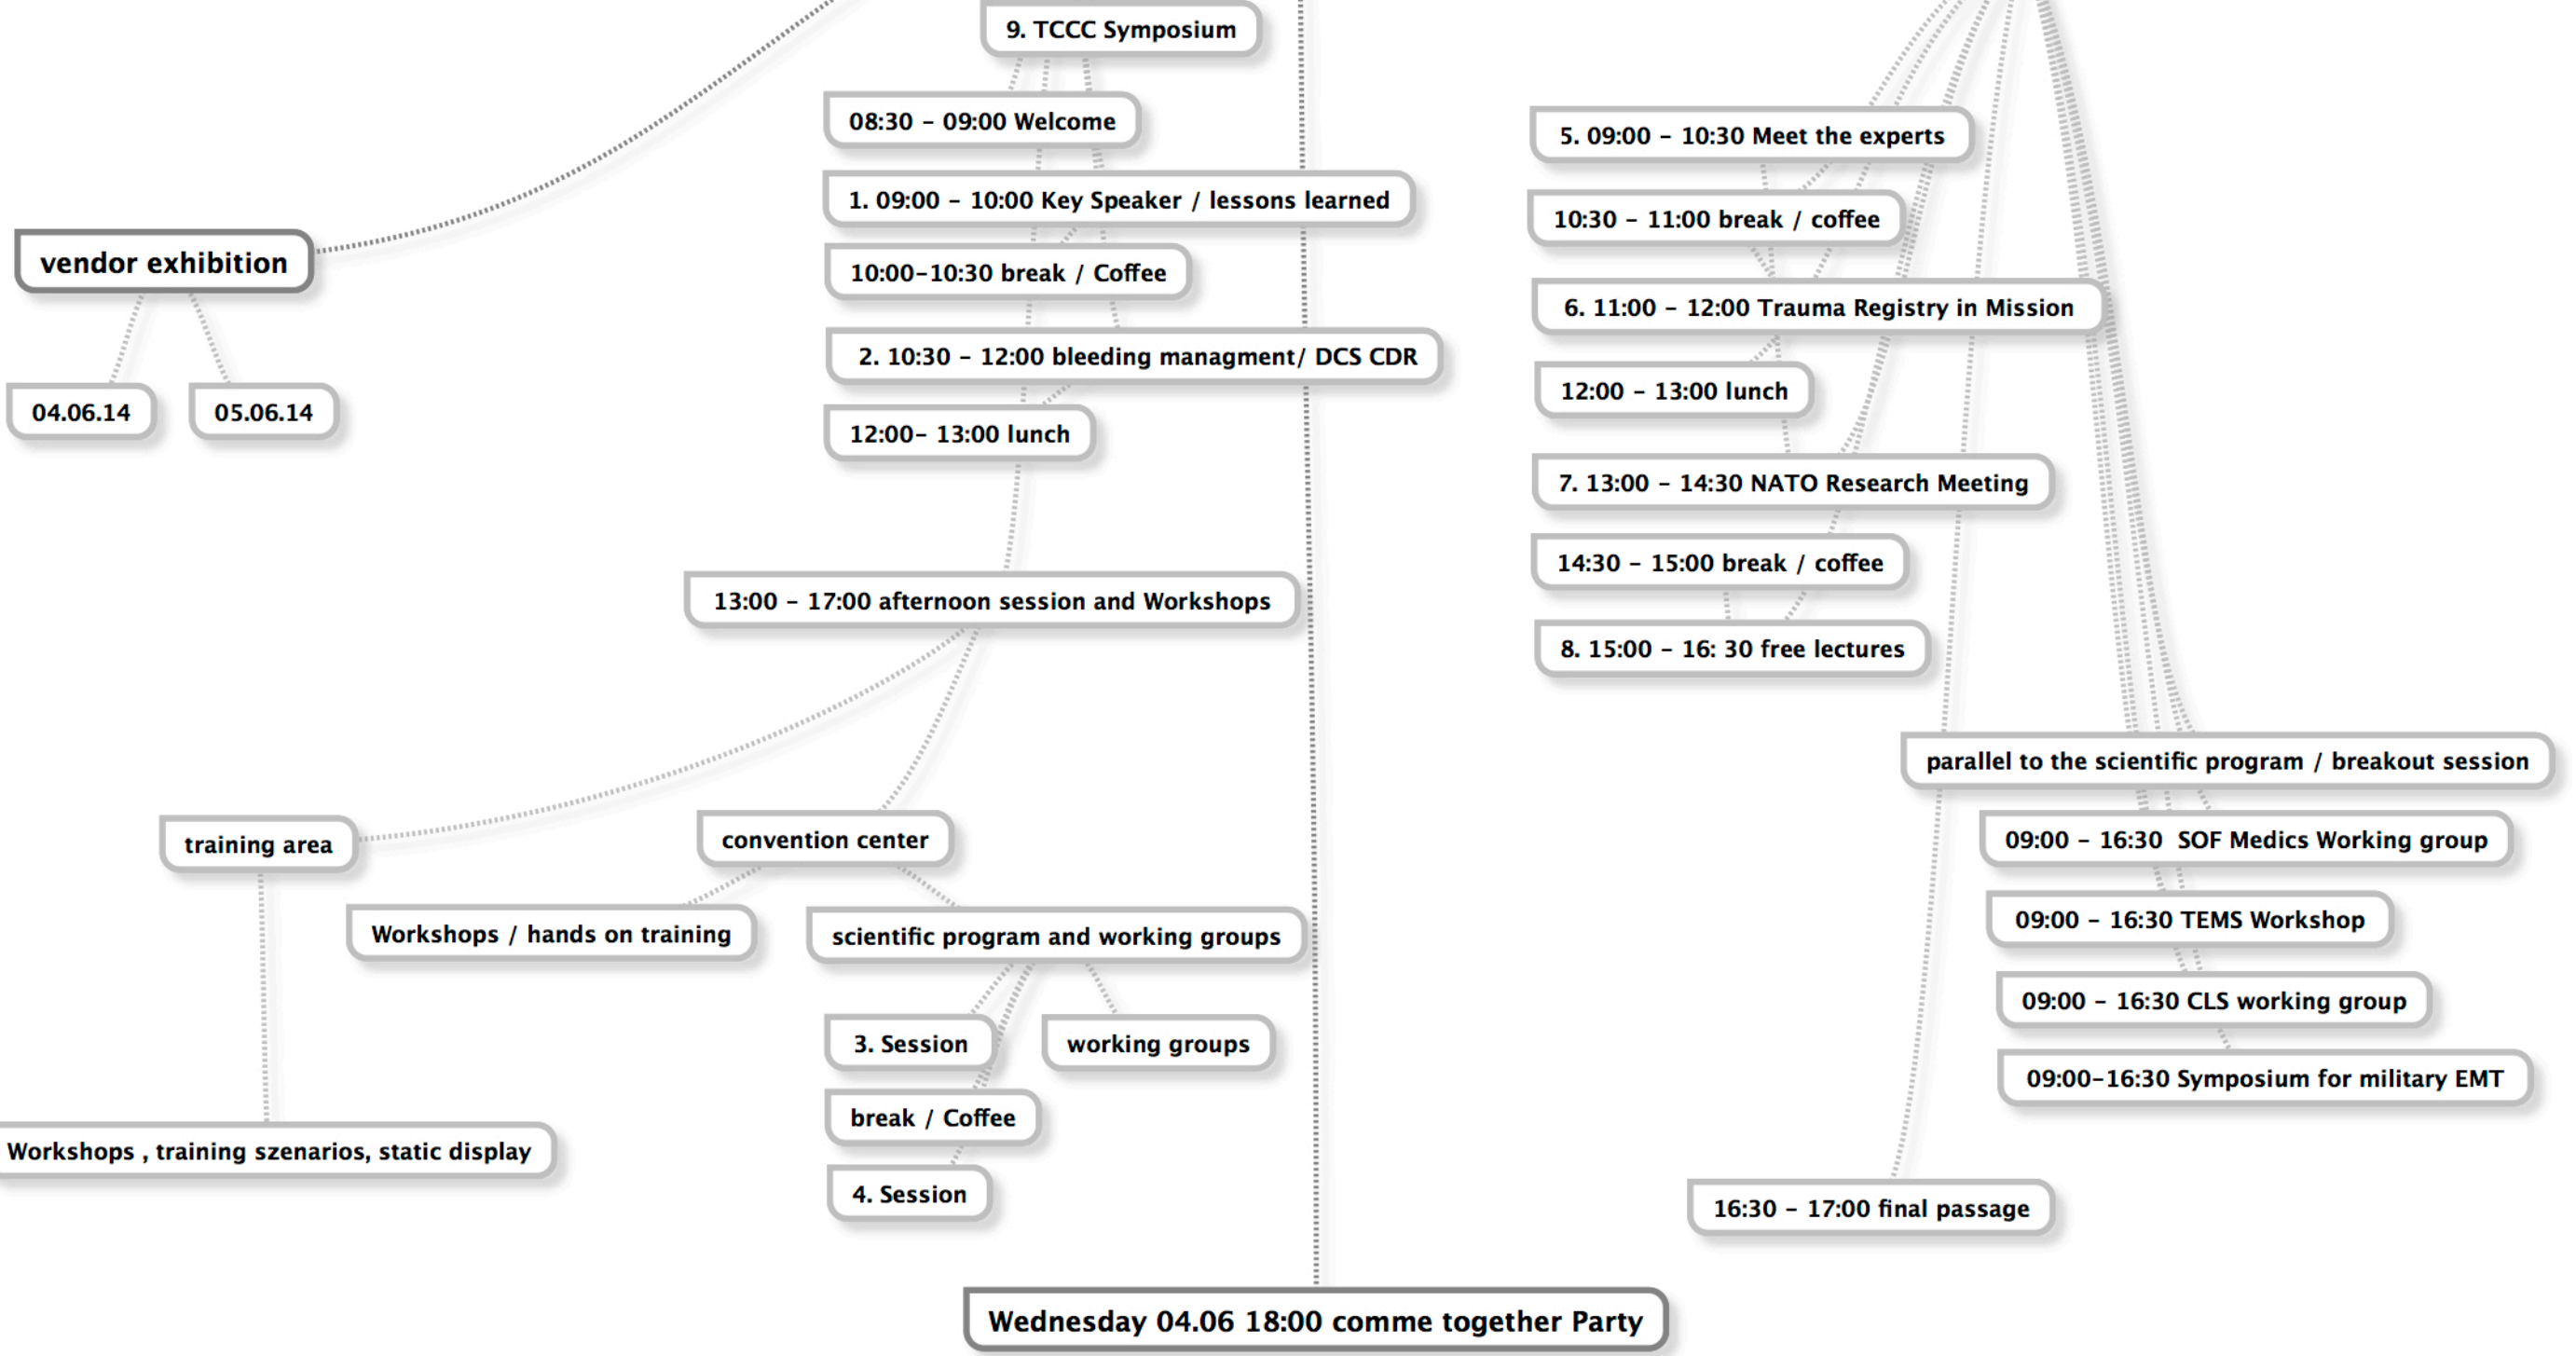 9. TCCC Symposium
08:30 – 09:00 Welcome
1. 09:00 – 10:00 Key Speaker / lessons learned
10:00–10:30 break / Coffee
2. 10:30 – 12:00 bleeding managment/ DCS CDR
12:00– 13:00 lunch
vendor exhibition
04.06.14
05.06.14
13:00 – 17:00 afternoon session and Workshops
training area
convention center
Workshops / hands on training
scientific program and working groups
3. Session
working groups
break / Coffee
4. Session
Workshops , training szenarios, static display
5. 09:00 – 10:30 Meet the experts
10:30 – 11:00 break / coffee
6. 11:00 – 12:00 Trauma Registry in Mission
12:00 – 13:00 lunch
7. 13:00 – 14:30 NATO Research Meeting
14:30 – 15:00 break / coffee
8. 15:00 – 16: 30 free lectures
parallel to the scientific program / breakout session
09:00 – 16:30  SOF Medics Working group
09:00 – 16:30 TEMS Workshop
09:00 – 16:30 CLS working group
09:00–16:30 Symposium for military EMT
16:30 – 17:00 final passage
Wednesday 04.06 18:00 comme together Party